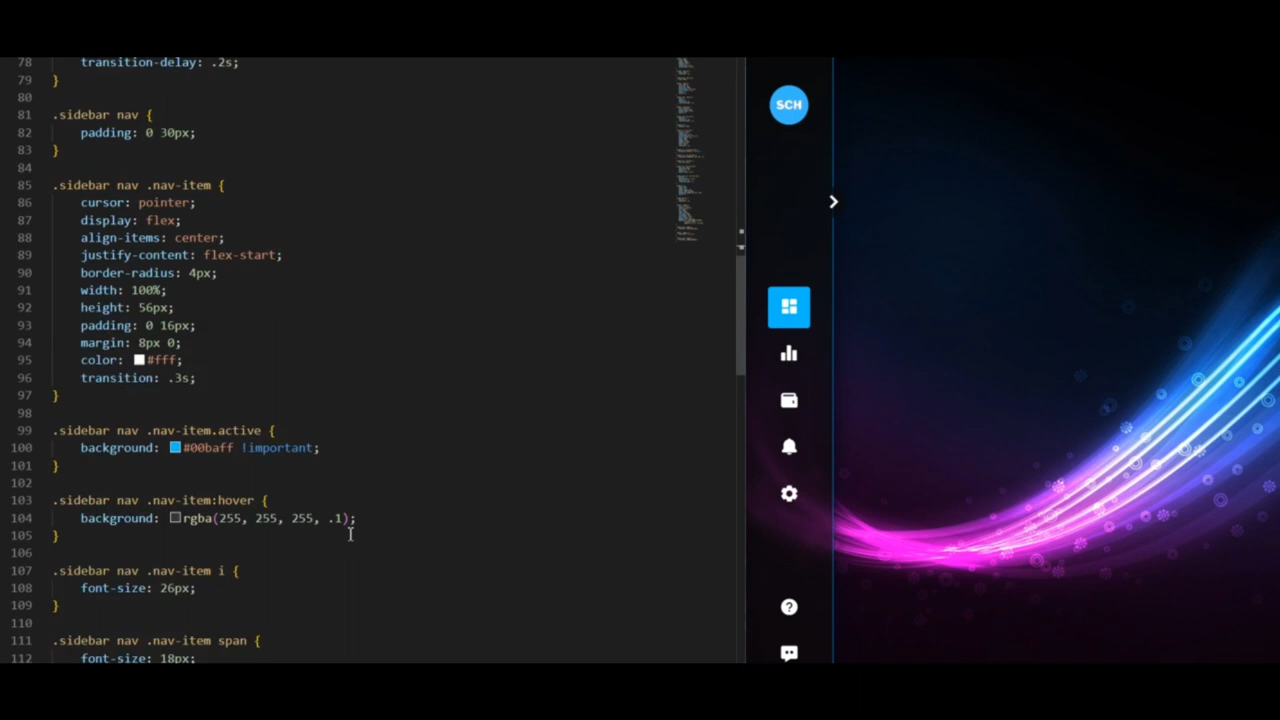 78 transition-delay: .2s;
79 }
80
81 .sidebar nav {
82 padding: 0 30px;
83 }
84
85 .sidebar nav .nav-item {
86 cursor: pointer;
87 display: flex;
88 align-items: center;
89 justify-content: flex-start;
90 border-radius: 4px;
91 width: 100%;
92 height: 56px;
93 padding: 0 16px;
94 margin: 8px 0;
95 color: #fff;
96 transition: .3s;
97 }
98
99 .sidebar nav .nav-item.active {
100 background: #00baff !important;
101 }
102
103 .sidebar nav .nav-item:hover {
104 background: rgba(255, 255, 255, .1);
105 }
106
107 .sidebar nav .nav-item i {
108 font-size: 26px;
109 }
110
111 .sidebar nav .nav-item span {
112 font-size: 18px;
SCH